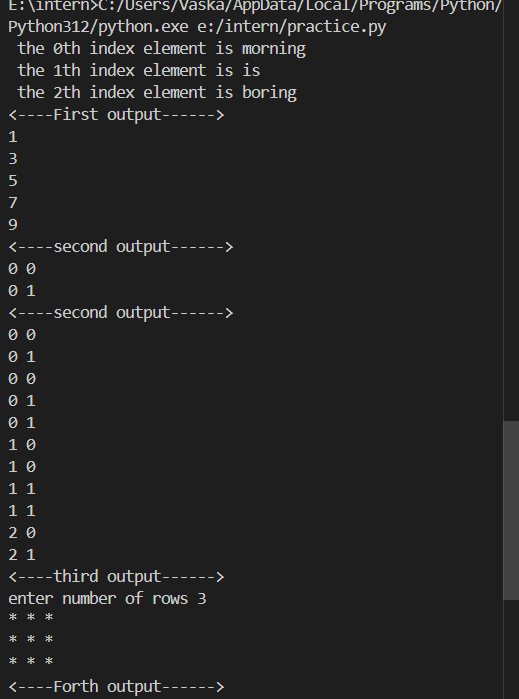 E:\intern>C:/Users/Vaska/AppData/Local/Programs/Python/
Python312/python.exe e:/intern/practice.py
 the 0th index element is morning
 the 1th index element is is
 the 2th index element is boring
<----First output------>
1
3
5
7
9
<----second output------>
0 0
0 1
<----second output------>
0 0
0 1
0 0
0 1
0 1
1 0
1 0
1 1
1 1
2 0
2 1
<----third output------>
enter number of rows 3
* * *
* * *
* * *
<----Forth output------>